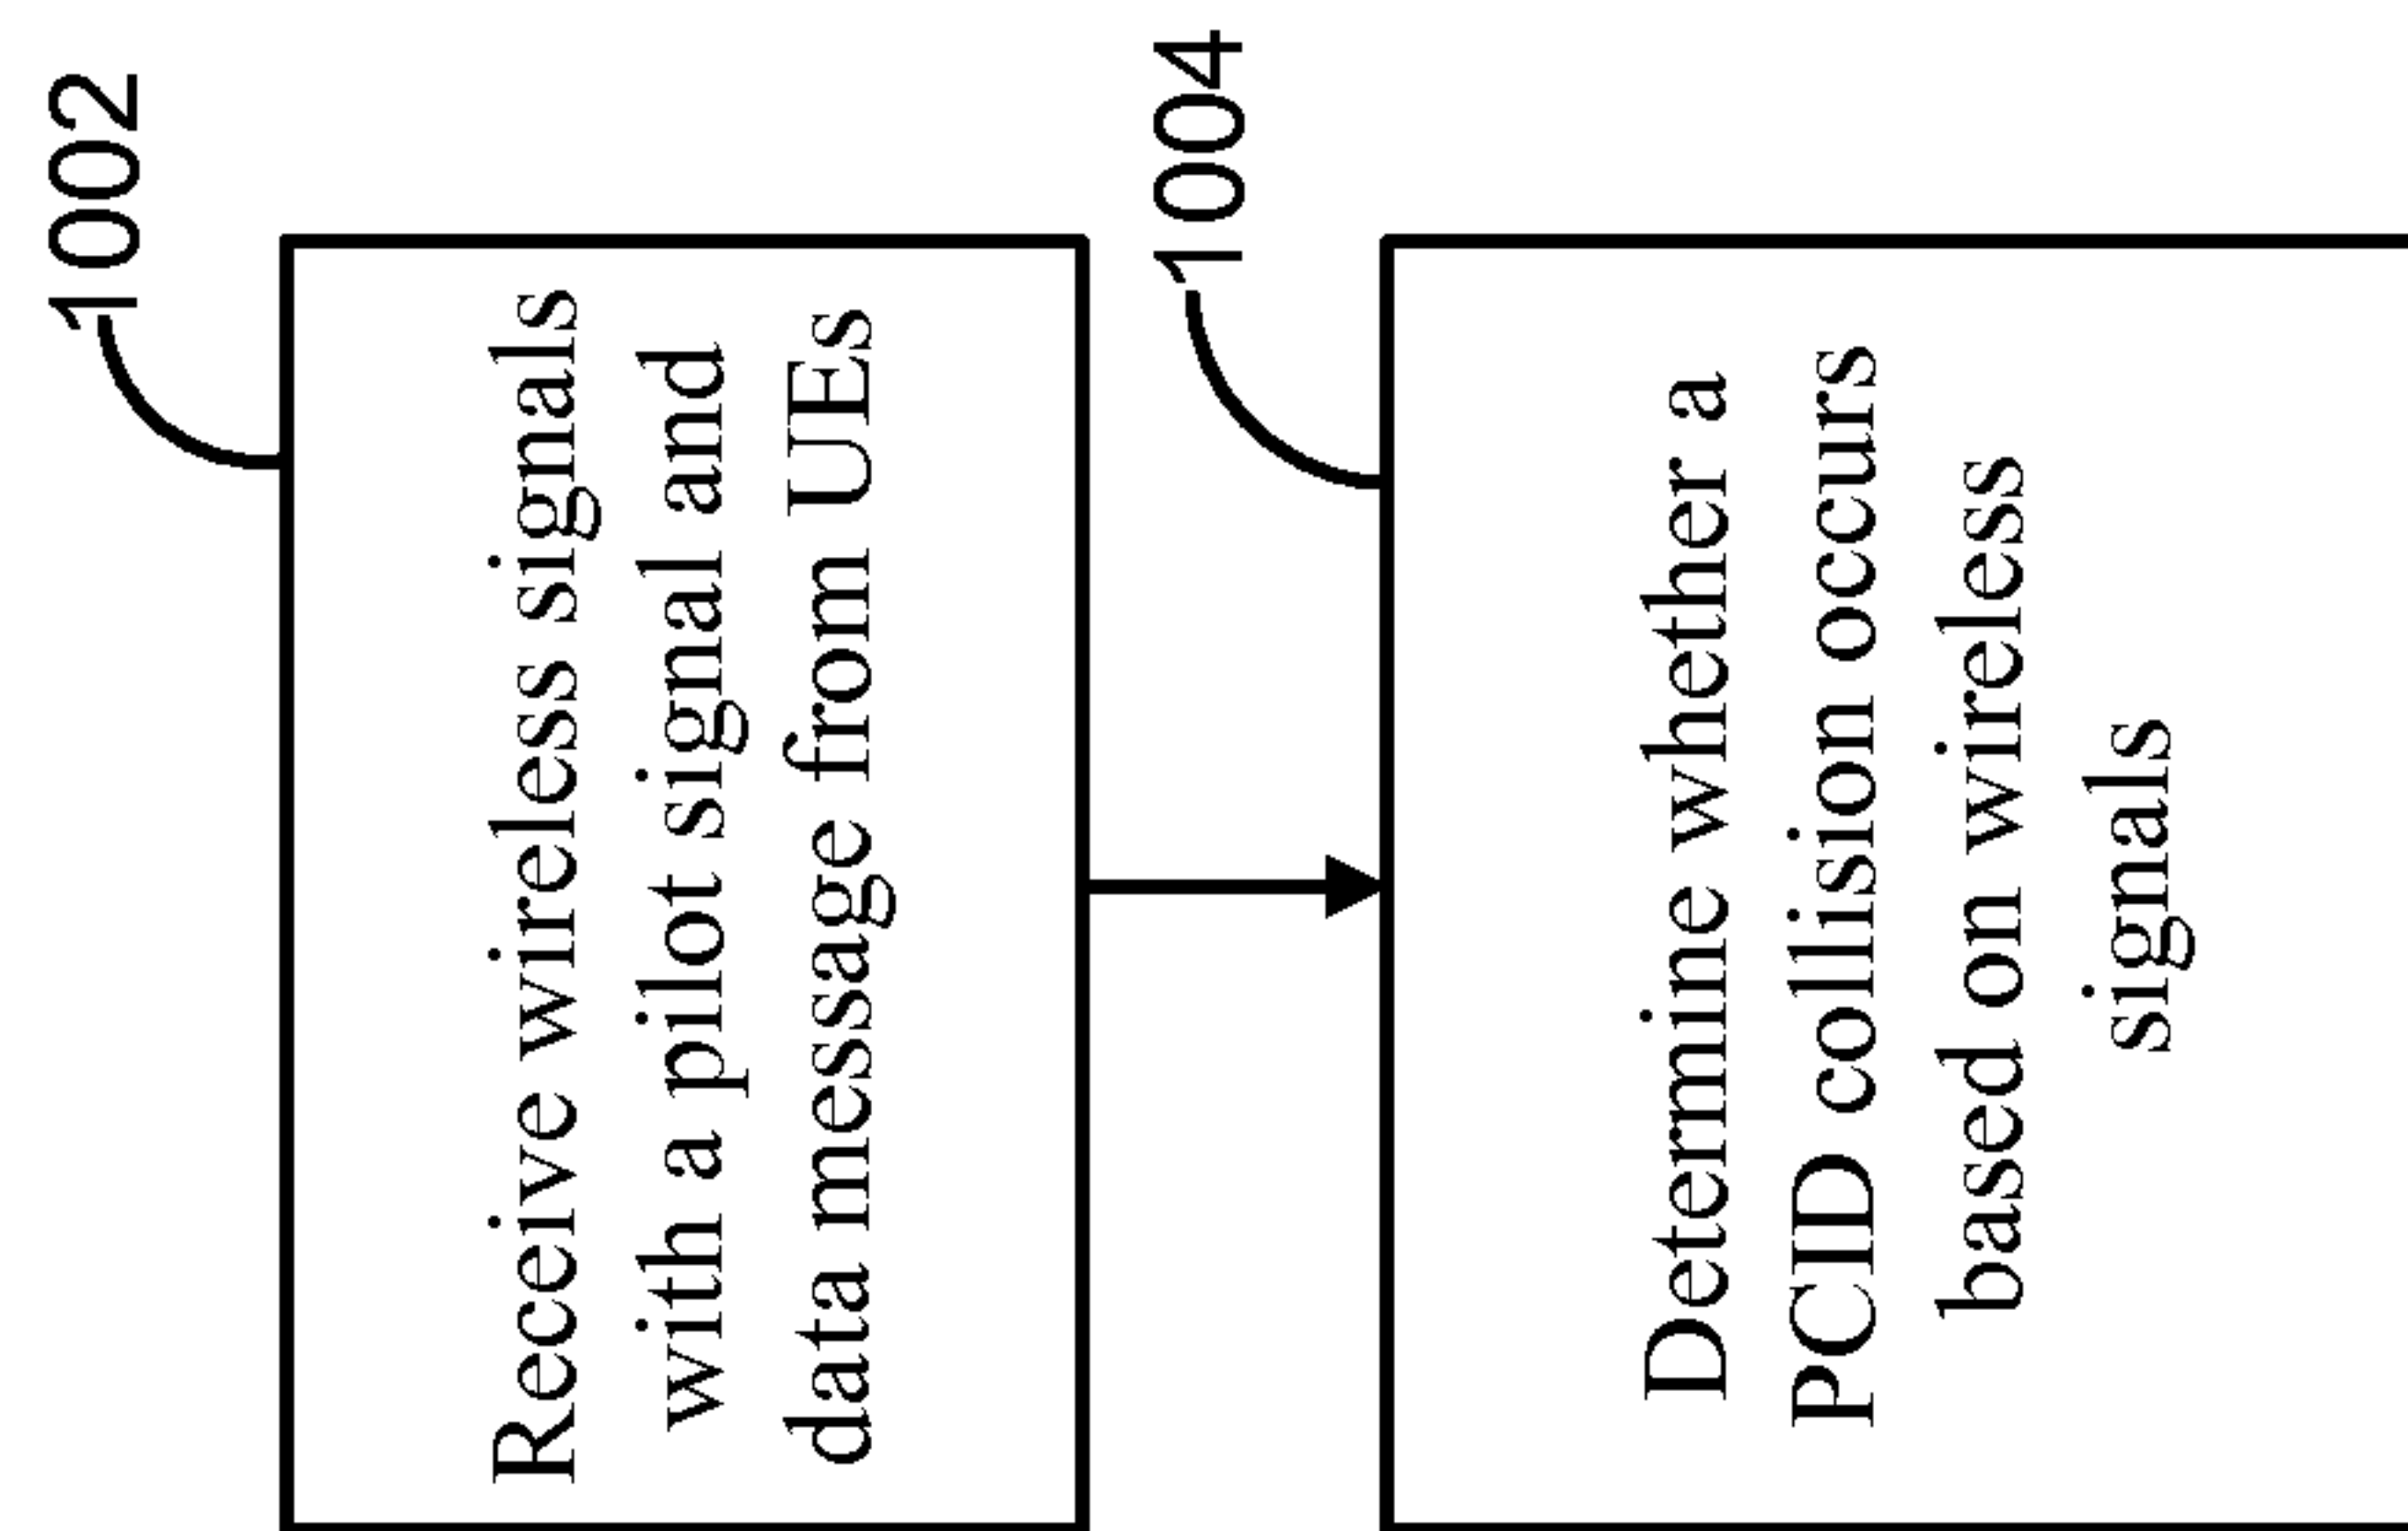 1002
Receive wireless signals
with a pilot signal and
data message from UEs
1004
Determine whether a
PCID collision occurs
based on wireless
signals